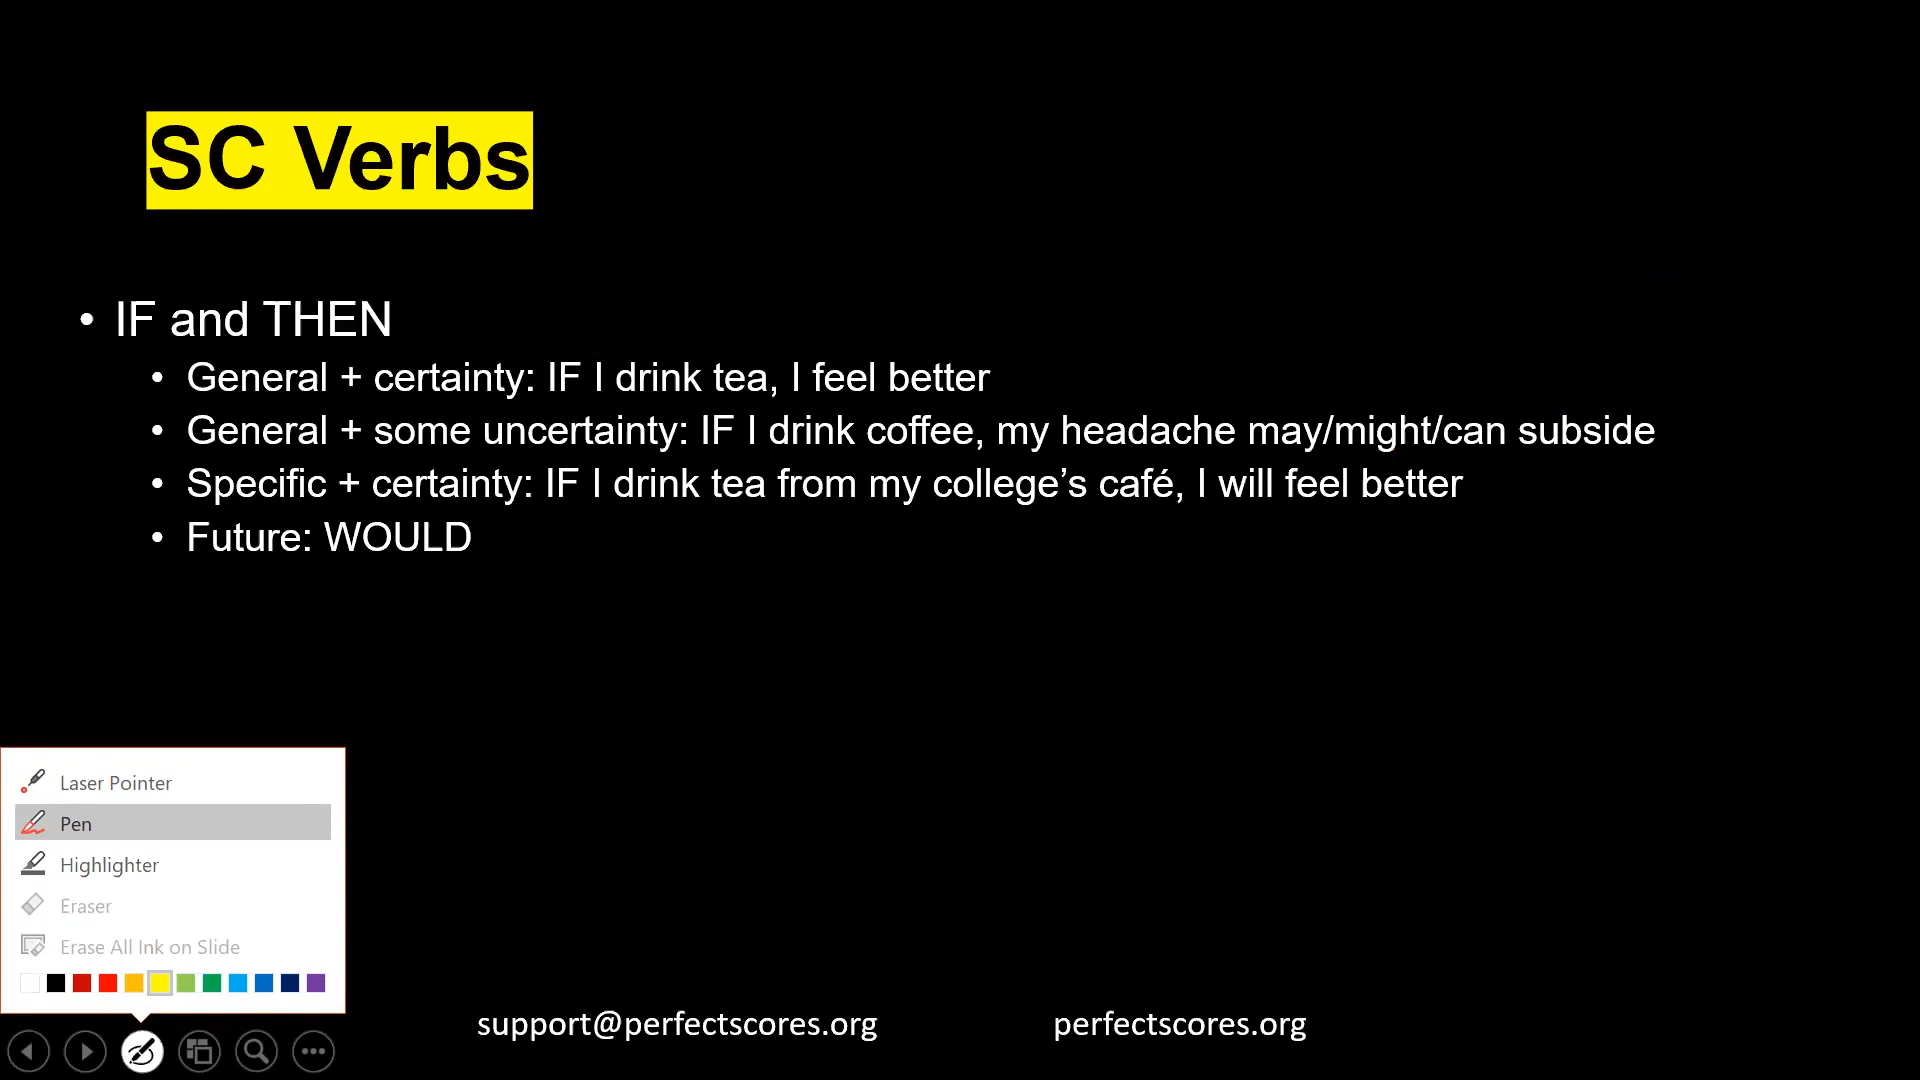 SC Verbs
• IF and THEN
• General + certainty: IF I drink tea, I feel better
• General + some uncertainty: IF I drink coffee, my headache may/might/can subside
• Specific + certainty: IF I drink tea from my college’s café, I will feel better
• Future: WOULD
Laser Pointer
Pen
Highlighter
Eraser
Erase All Ink on Slide
support@perfectscores.org
perfectscores.org